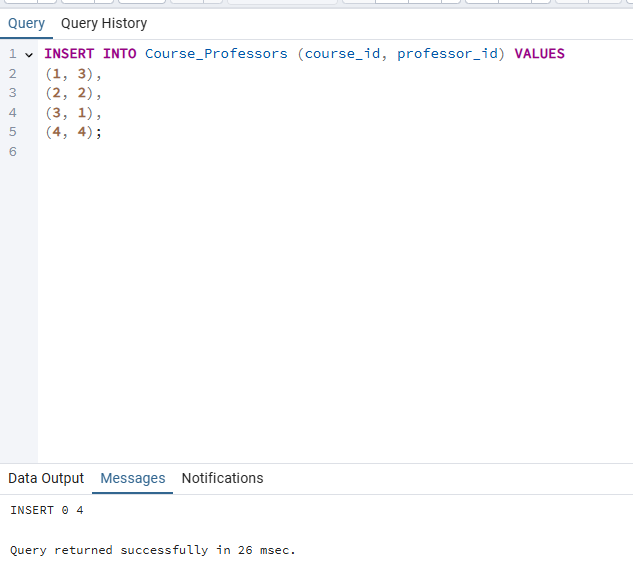 Query Query History
1 INSERT INTO Course_Professors (course_id, professor_id) VALUES
2 (1, 3),
3 (2, 2),
4 (3, 1),
5 (4, 4);
6
Data Output Messages Notifications
INSERT 0 4
Query returned successfully in 26 msec.